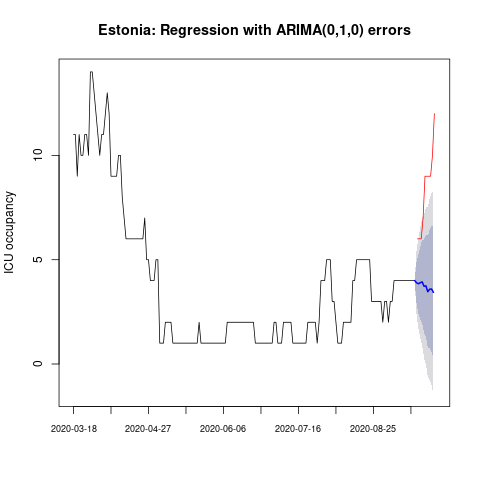 Estonia: Regression with ARIMA(0,1,0) errors
ICU occupancy
10
5
0
2020-03-18 2020-04-27 2020-06-06 2020-07-16 2020-08-25